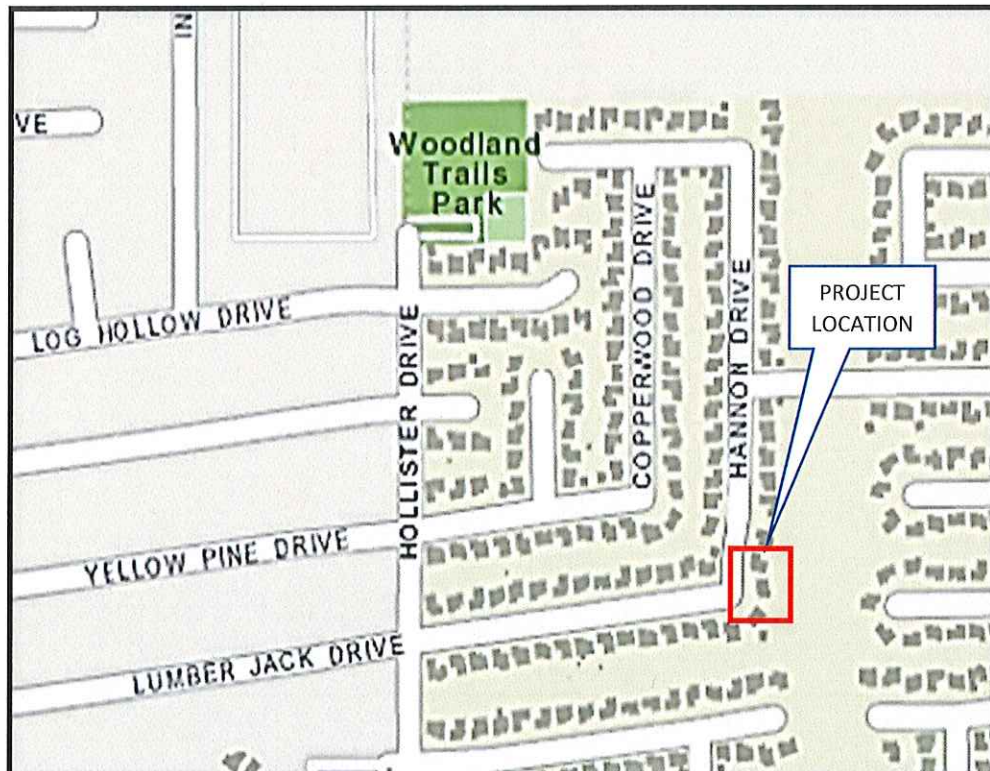 IN
VE
Woodland
Trails
Park
COPPERWOOD DRIVE
HANNON DRIVE
PROJECT
LOCATION
LOG HOLLOW DRIVE
HOLLISTER DRIVE
YELLOW PINE DRIVE
LUMBER JACK DRIVE